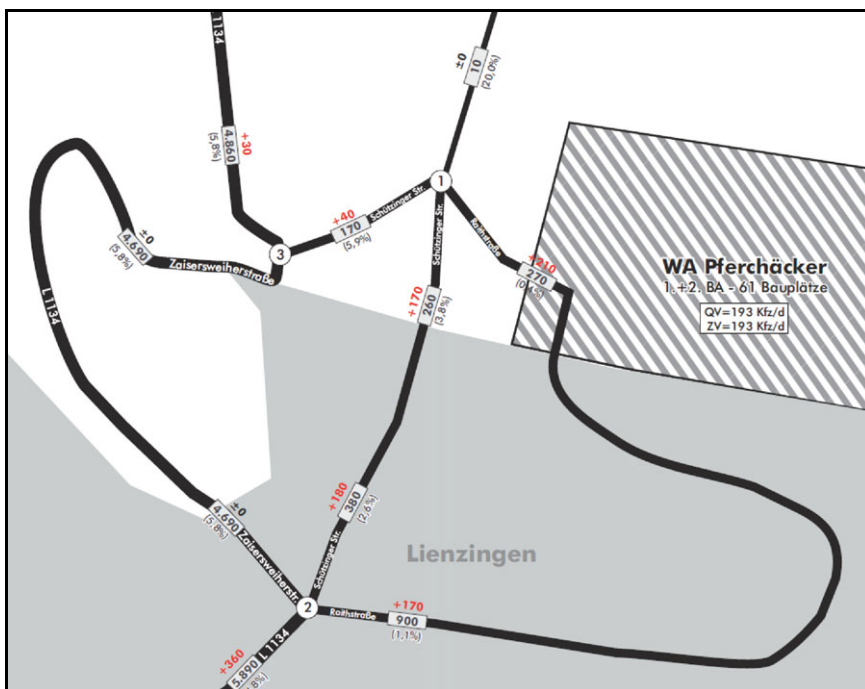 L 1134
4.860
(5,8%)
+30
±0
10
(20,0%)
1
+40
170
(5,9%)
Schützinger Str.
Schützinger Str.
Raithstraße
3
±0
4.690
(5,8%)
Zaisersweiherstraße
L 1134
+210
270
WA Pferchäcker
1.+2. BA - 61 Bauplätze
QV=193 Kfz/d
ZV=193 Kfz/d
+170
260
(3,8%)
+180
380
(2,6%)
Schützinger Str.
Lienzingen
±0
4.690
(5,8%)
Zaisersweiherstr.
2
Raithstraße
+170
900
(1,1%)
+360
5.890
L 1134